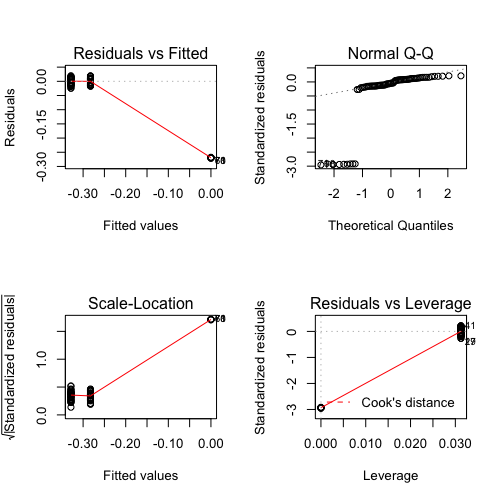 Residuals vs Fitted
Residuals
0.00
-0.15
-0.30
-0.30
-0.20
-0.10
0.00
Fitted values
Normal Q-Q
Standardized residuals
0.0
-1.5
-3.0
-2
-1
0
1
2
Theoretical Quantiles
Scale-Location
√|Standardized residuals|
1.0
0.0
-0.30
-0.20
-0.10
0.00
Fitted values
Residuals vs Leverage
Standardized residuals
0
-1
-2
-3
41
Cook's distance
0.000
0.010
0.020
0.030
Leverage